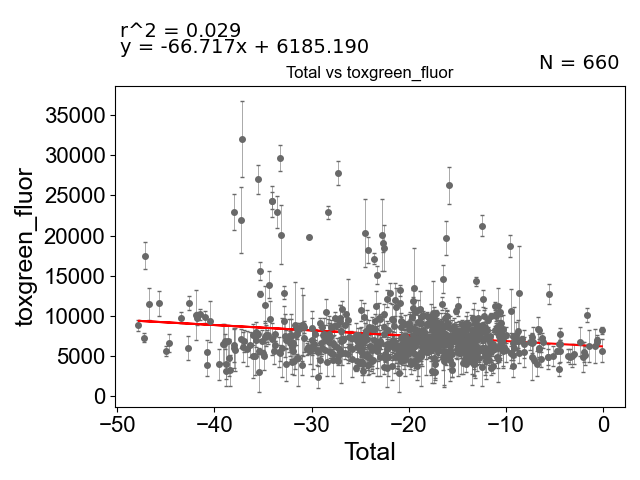 r^2 = 0.029
y = -66.717x + 6185.190
N = 660
Total vs toxgreen_fluor
35000
30000
25000
20000
15000
10000
5000
0
toxgreen_fluor
−50
−40
−30
−20
−10
0
Total